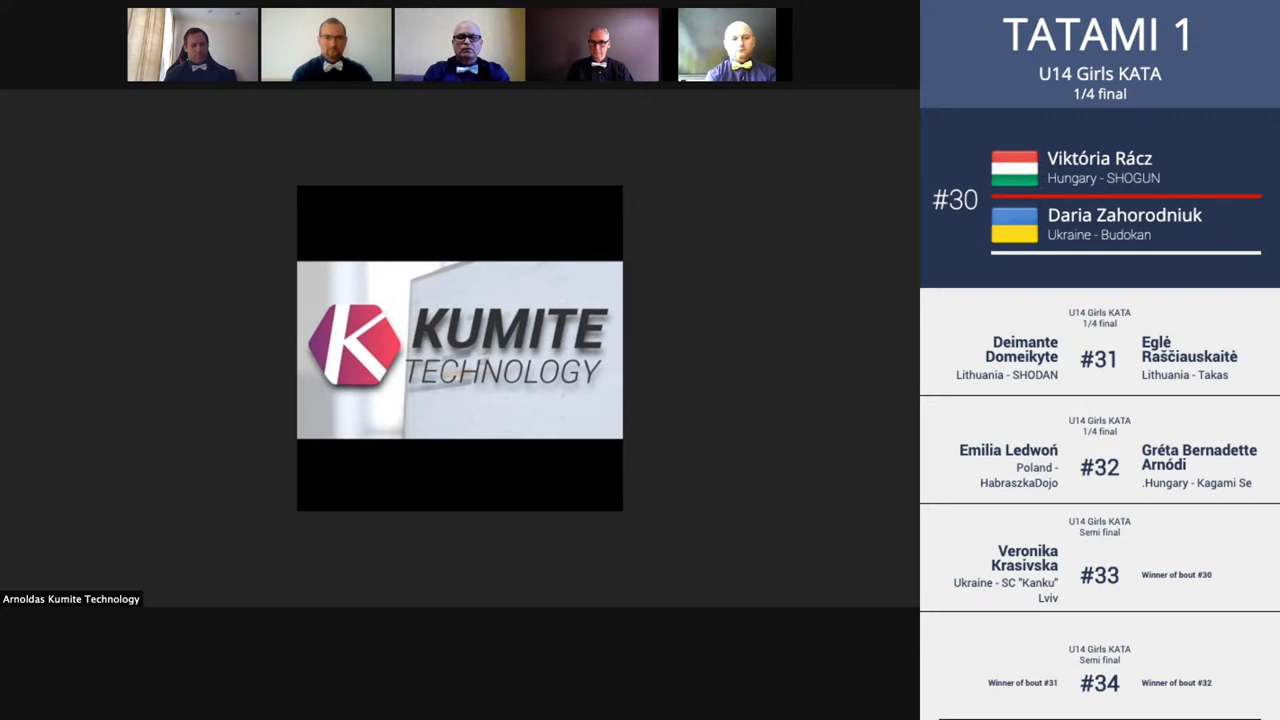 TATAMI 1
U14 Girls KATA
1/4 final
#30
Viktória Rácz
Hungary - SHOGUN
Daria Zahorodniuk
Ukraine - Budokan
U14 Girls KATA
1/4 final
Deimante
Domeikyte
Lithuania - SHODAN
#31
Eglė
Raščiauskaitė
Lithuania - Takas
U14 Girls KATA
1/4 final
Emilia Ledwoń
Poland -
HabraszkaDojo
#32
Gréta Bernadette
Arnódi
.Hungary - Kagami Se
U14 Girls KATA
Semi final
Veronika
Krasivska
Ukraine - SC "Kanku"
Lviv
#33
Winner of bout #30
U14 Girls KATA
Semi final
Winner of bout #31
#34
Winner of bout #32
K KUMITE
TECHNOLOGY
Arnoldas Kumite Technology